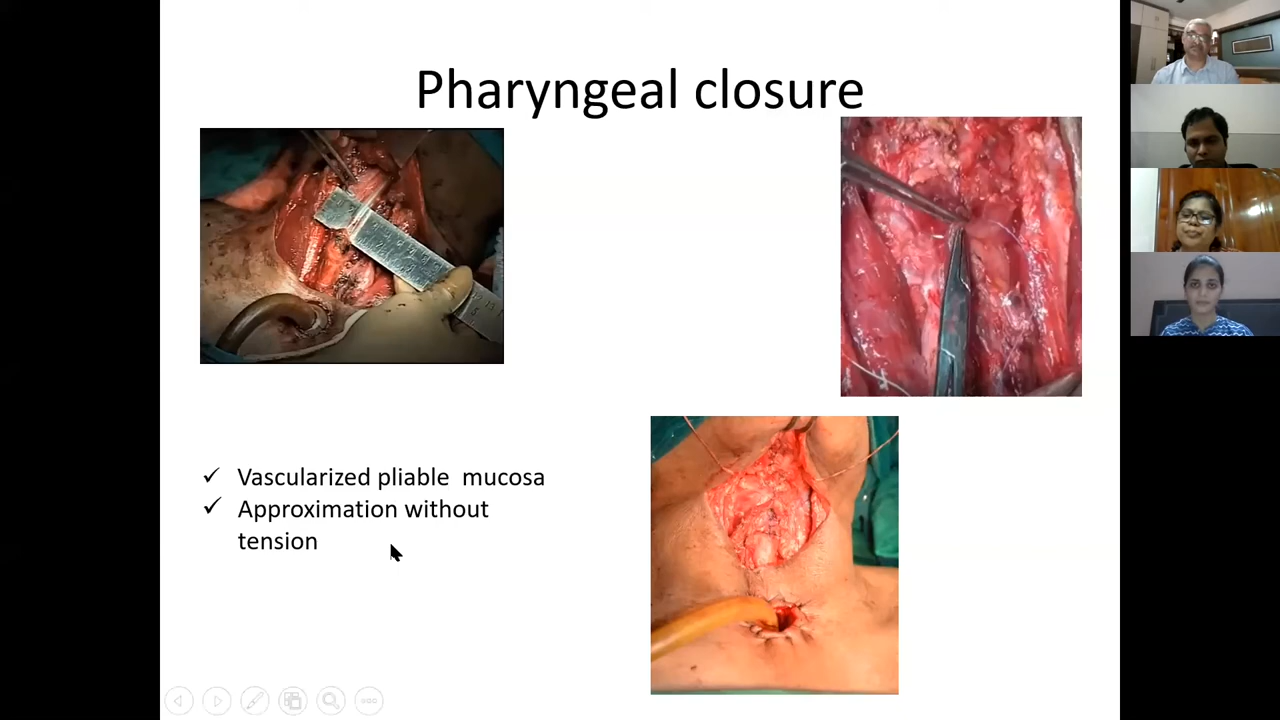 Pharyngeal closure
✓ Vascularized pliable mucosa
✓ Approximation without
tension